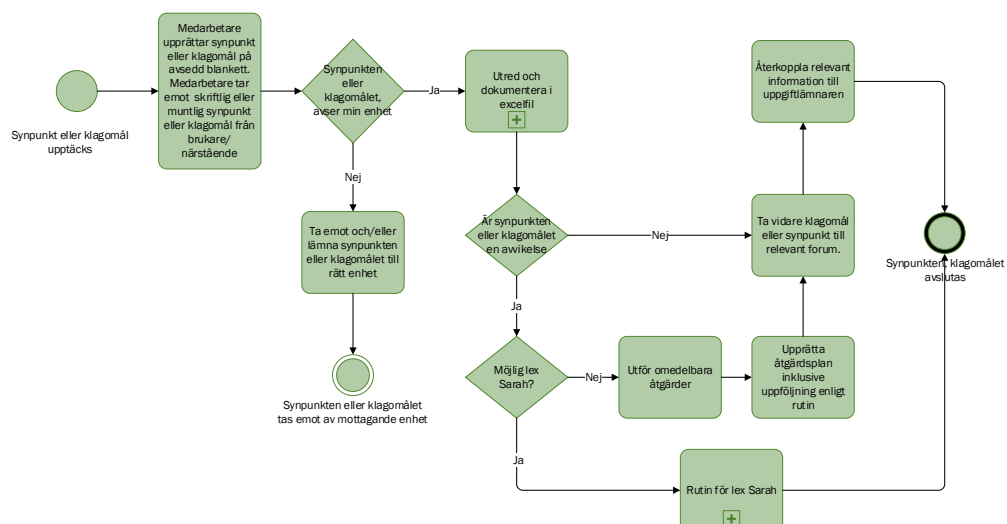 Synpunkt eller klagomål
upptäcks
Medarbetare
upprättar synpunkt
eller klagomål på
avsedd blankett.
Medarbetare tar
emot skriftlig eller
muntlig synpunkt
eller klagomål från
brukare/
närstående
Synpunkten
eller
klagomålet,
avser min enhet
Ja
Nej
Ta emot och/eller
lämna synpunkten
eller klagomålet till
rätt enhet
Synpunkten eller klagomålet
tas emot av mottagande enhet
Utred och
dokumentera i
excelfil
Är synpunkten
eller klagomålet
en avvikelse
Nej
Ja
Möjlig lex
Sarah?
Nej
Ja
Utför omedelbara
åtgärder
Upprätta
åtgärdsplan
inklusive
uppföljning enligt
rutin
Rutin för lex Sarah
Ta vidare klagomål
eller synpunkt till
relevant forum.
Återkoppla relevant
information till
uppgiftlämnaren
Synpunkten, klagomålet
avslutas